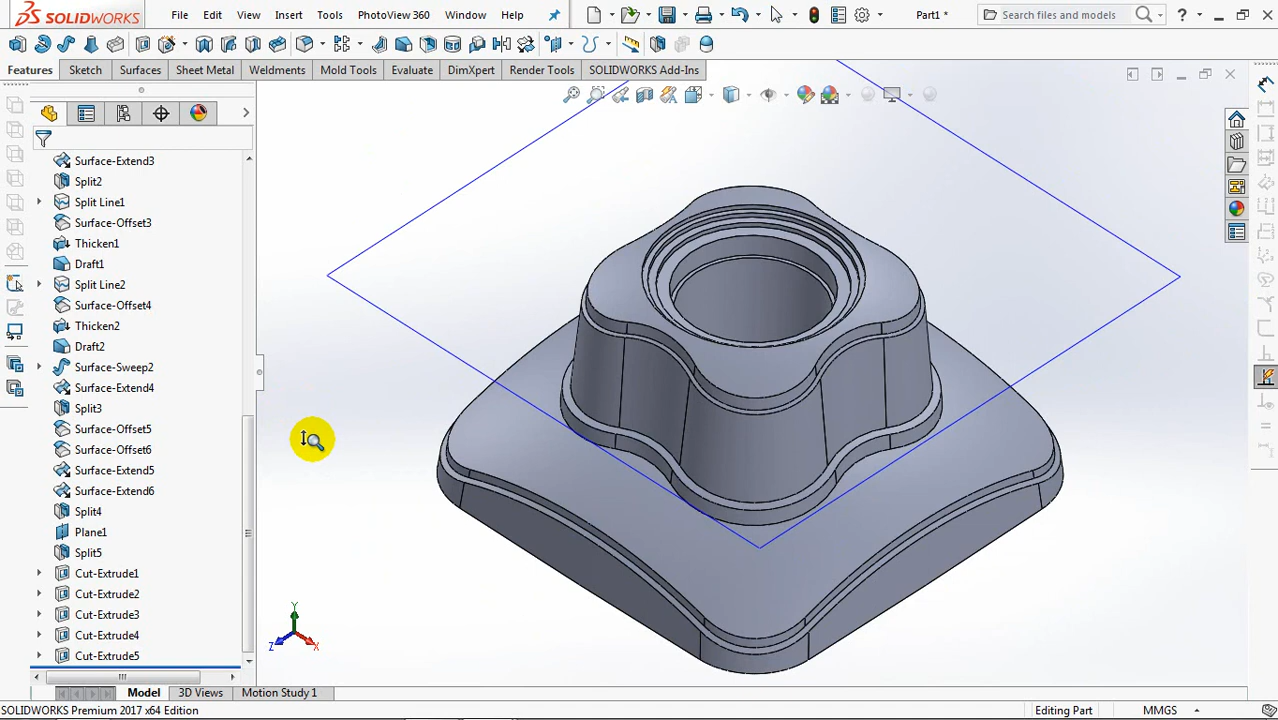 SOLIDWORKS File Edit View Insert Tools PhotoView 360 Window Help Part1 * Search files and models ?
Features Sketch Surfaces Sheet Metal Weldments Mold Tools Evaluate DimXpert Render Tools SOLIDWORKS Add-Ins
Surface-Extend3
Split2
Split Line1
Surface-Offset3
Thicken1
Draft1
Split Line2
Surface-Offset4
Thicken2
Draft2
Surface-Sweep2
Surface-Extend4
Split3
Surface-Offset5
Surface-Offset6
Surface-Extend5
Surface-Extend6
Split4
Plane1
Split5
Cut-Extrude1
Cut-Extrude2
Cut-Extrude3
Cut-Extrude4
Cut-Extrude5
Y
Z X
Model 3D Views Motion Study 1
SOLIDWORKS Premium 2017 x64 Edition Editing Part MMGS